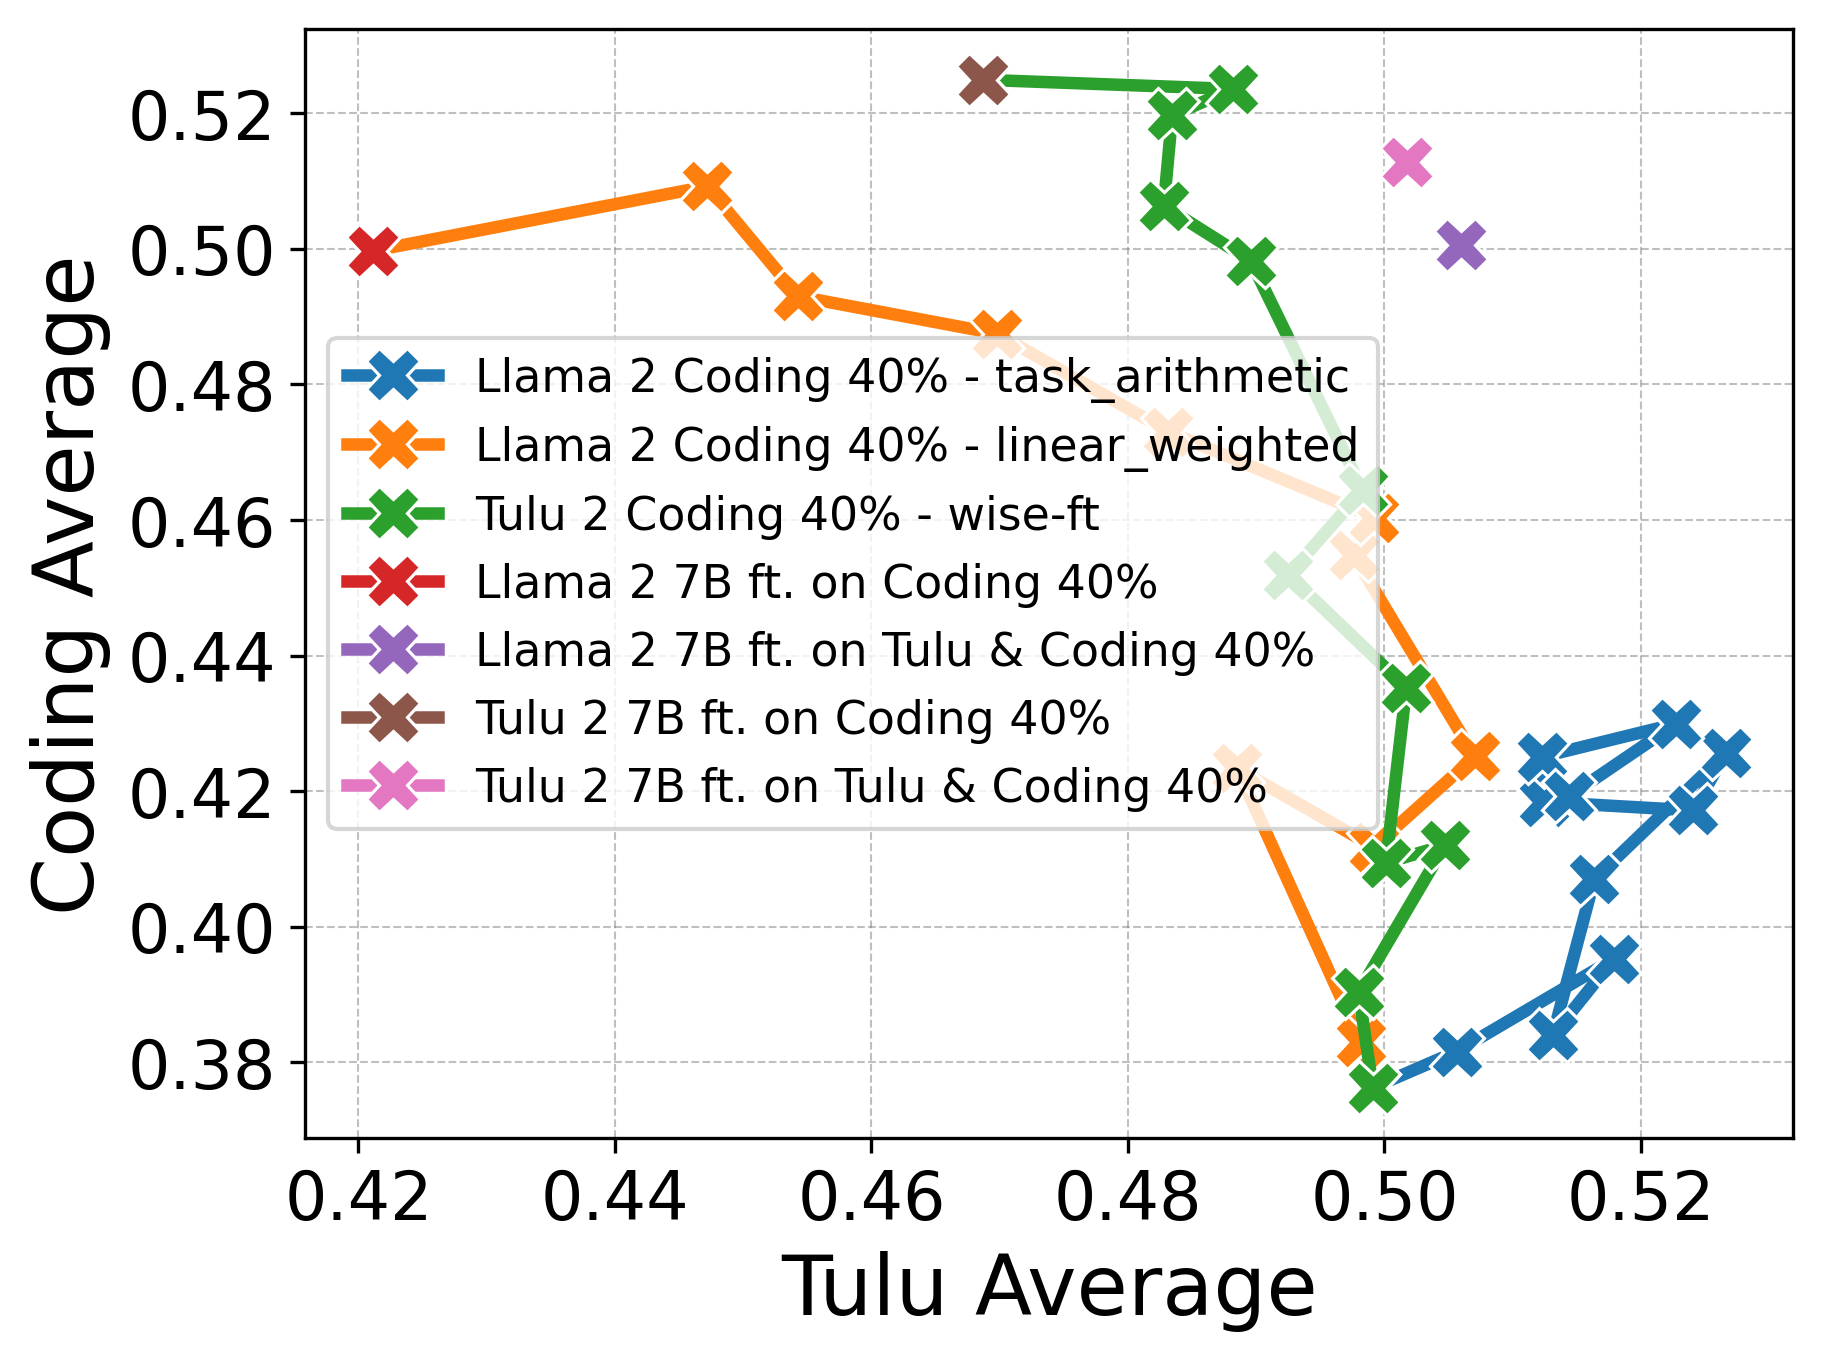 0.52
0.50
0.48
0.46
0.44
0.42
0.40
0.38
Coding Average
Llama 2 Coding 40% - task_arithmetic
Llama 2 Coding 40% - linear_weighted
Tulu 2 Coding 40% - wise-ft
Llama 2 7B ft. on Coding 40%
Llama 2 7B ft. on Tulu & Coding 40%
Tulu 2 7B ft. on Coding 40%
Tulu 2 7B ft. on Tulu & Coding 40%
0.42 0.44 0.46 0.48 0.50 0.52
Tulu Average